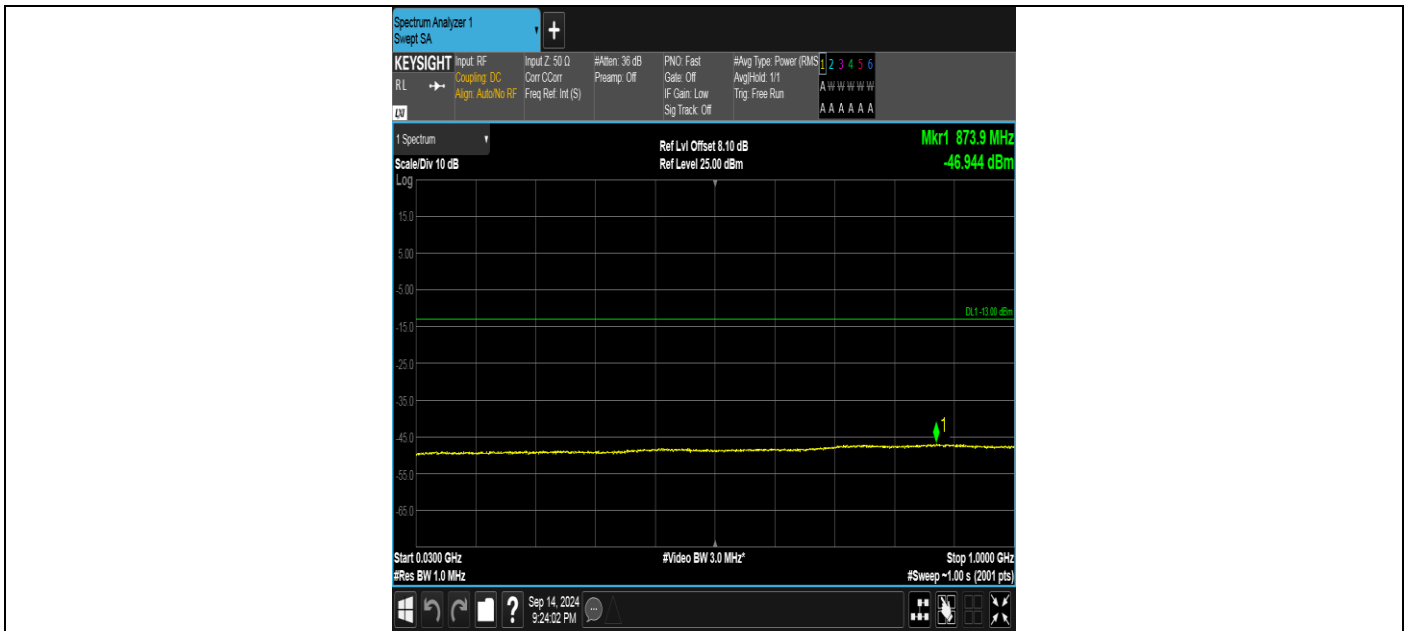 Spectrum Analyzer 1
Swept SA
KEYSIGHT
RL
LXI
Input: RF
Coupling: DC
Align: Auto/No RF
Input Z: 50 Ω
Corr CCorr
Freq Ref: Int (S)
#Atten: 36 dB
Preamp: Off
PNO: Fast
Gate: Off
IF Gain: Low
Sig Track: Off
#Avg Type: Power (RMS
Avg|Hold: 1/1
Trig: Free Run
1 2 3 4 5 6
A W W W W W
A A A A A A
1 Spectrum
Scale/Div 10 dB
Log
Ref Lvl Offset 8.10 dB
Ref Level 25.00 dBm
Mkr1 873.9 MHz
-46.944 dBm
15.0
5.00
-5.00
DL1 -13.00 dBm
-15.0
-25.0
-35.0
1
-45.0
-55.0
-65.0
Start 0.0300 GHz
#Res BW 1.0 MHz
#Video BW 3.0 MHz*
Stop 1.0000 GHz
#Sweep ~1.00 s (2001 pts)
?
Sep 14, 2024
9:24:02 PM